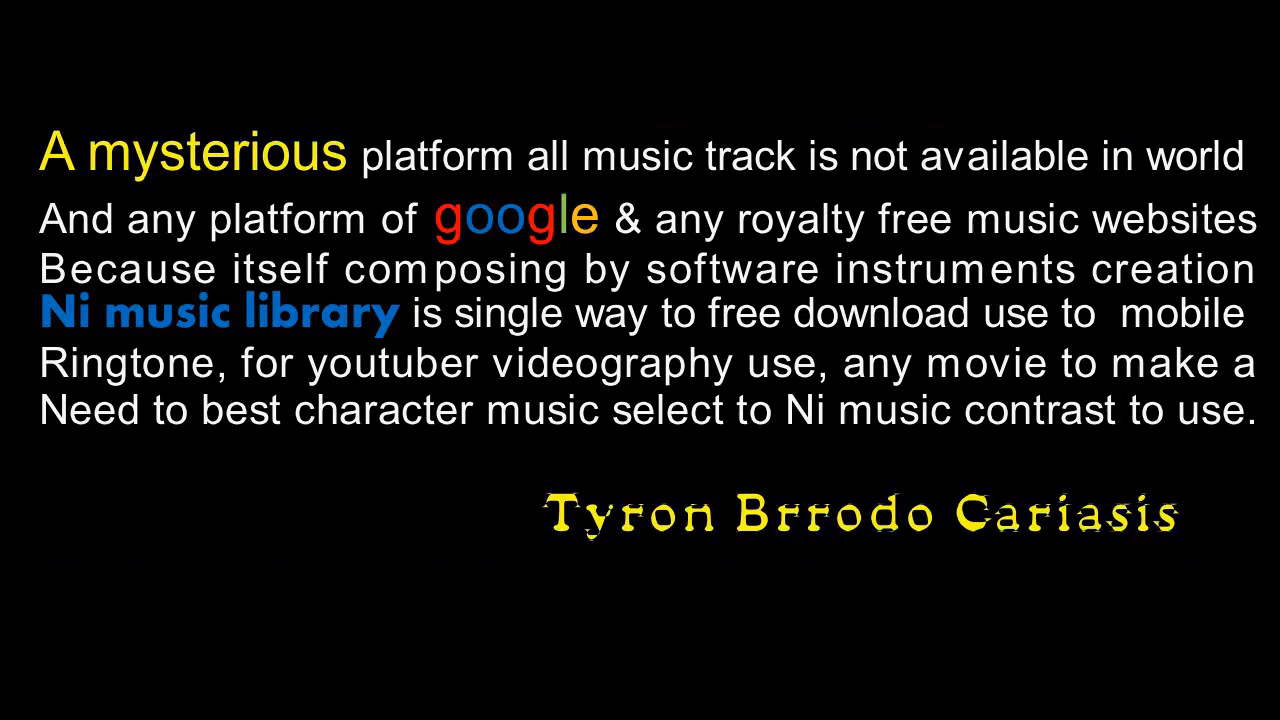 A mysterious platform all music track is not available in world
And any platform of google & any royalty free music websites
Because itself composing by software instruments creation
Ni music library is single way to free download use to mobile
Ringtone, for youtuber videography use, any movie to make a
Need to best character music select to Ni music contrast to use.
Tyron Brrodo Cariasis